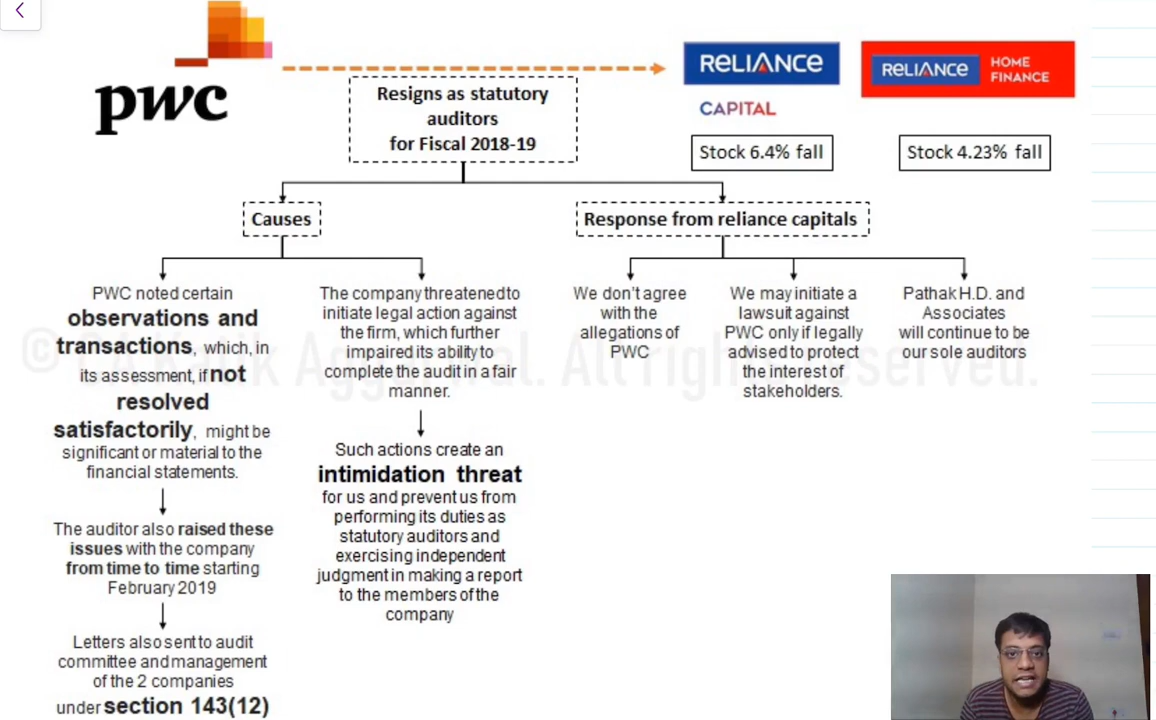 pwc
Resigns as statutory
auditors
for Fiscal 2018-19
RELIANCE
CAPITAL
Stock 6.4% fall
RELIANCE
HOME
FINANCE
Stock 4.23% fall
Causes
Response from reliance capitals
PWC noted certain
observations and
transactions, which, in
its assessment, if not
resolved
satisfactorily, might be
significant or material to the
financial statements.
The auditor also raised these
issues with the company
from time to time starting
February 2019
Letters also sent to audit
committee and management
of the 2 companies
under section 143(12)
The company threatened to
initiate legal action against
the firm, which further
impaired its ability to
complete the audit in a fair
manner.
Such actions create an
intimidation threat
for us and prevent us from
performing its duties as
statutory auditors and
exercising independent
judgment in making a report
to the members of the
company
We don't agree
with the
allegations of
PWC
We may initiate a
lawsuit against
PWC only if legally
advised to protect
the interest of
stakeholders.
Pathak H.D. and
Associates
will continue to be
our sole auditors